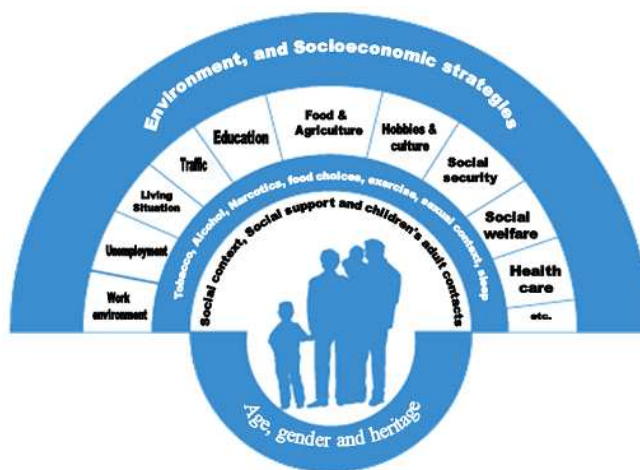 Environment, and Socioeconomic strategies
Work
environment
Unemployment
Living
Situation
Traffic
Education
Food &
Agriculture
Hobbies &
culture
Social
security
Social
welfare
Health
care
etc.
Tobacco, Alcohol, Narcotics, food choices, exercise, sexual context, sleep
Social context, Social support and children's adult contacts
Age, gender and heritage